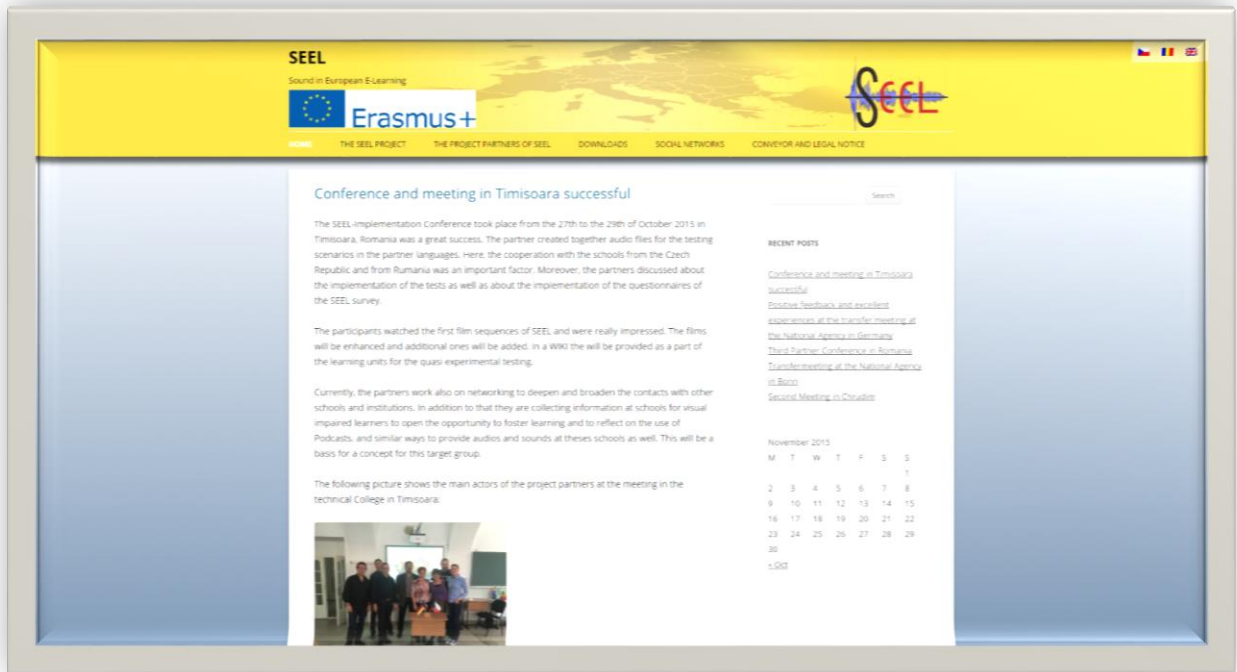 SEEL
Sound in European E-Learning
Erasmus+
SEEL
HOME THE SEEL PROJECT THE PROJECT PARTNERS OF SEEL DOWNLOADS SOCIAL NETWORKS CONVEYOR AND LEGAL NOTICE
Conference and meeting in Timisoara successful
The SEEL-Implementation Conference took place from the 27th to the 29th of October 2015 in
Timisoara, Romania was a great success. The partner created together audio files for the testing
scenarios in the partner languages. Here, the cooperation with the schools from the Czech
Republic and from Rumania was an important factor. Moreover, the partners discussed about
the implementation of the tests as well as about the implementation of the questionnaires of
the SEEL survey.
The participants watched the first film sequences of SEEL and were really impressed. The films
will be enhanced and additional ones will be added. In a WIKI the will be provided as a part of
the learning units for the quasi experimental testing.
Currently, the partners work also on networking to deepen and broaden the contacts with other
schools and institutions. In addition to that they are collecting information at schools for visual
impaired learners to open the opportunity to foster learning and to reflect on the use of
Podcasts, and similar ways to provide audios and sounds at theses schools as well. This will be a
basis for a concept for this target group.
The following picture shows the main actors of the project partners at the meeting in the
technical College in Timisoara:
Search
RECENT POSTS
Conference and meeting in Timisoara
successful
Positive feedback and excellent
experiences at the transfer meeting at
the National Agency in Germany
Third Partner Conference in Romania
Transfermeeting at the National Agency
in Bonn
Second Meeting in Chrudim
November 2015
M T W T F S S
1
2 3 4 5 6 7 8
9 10 11 12 13 14 15
16 17 18 19 20 21 22
23 24 25 26 27 28 29
30
« Oct